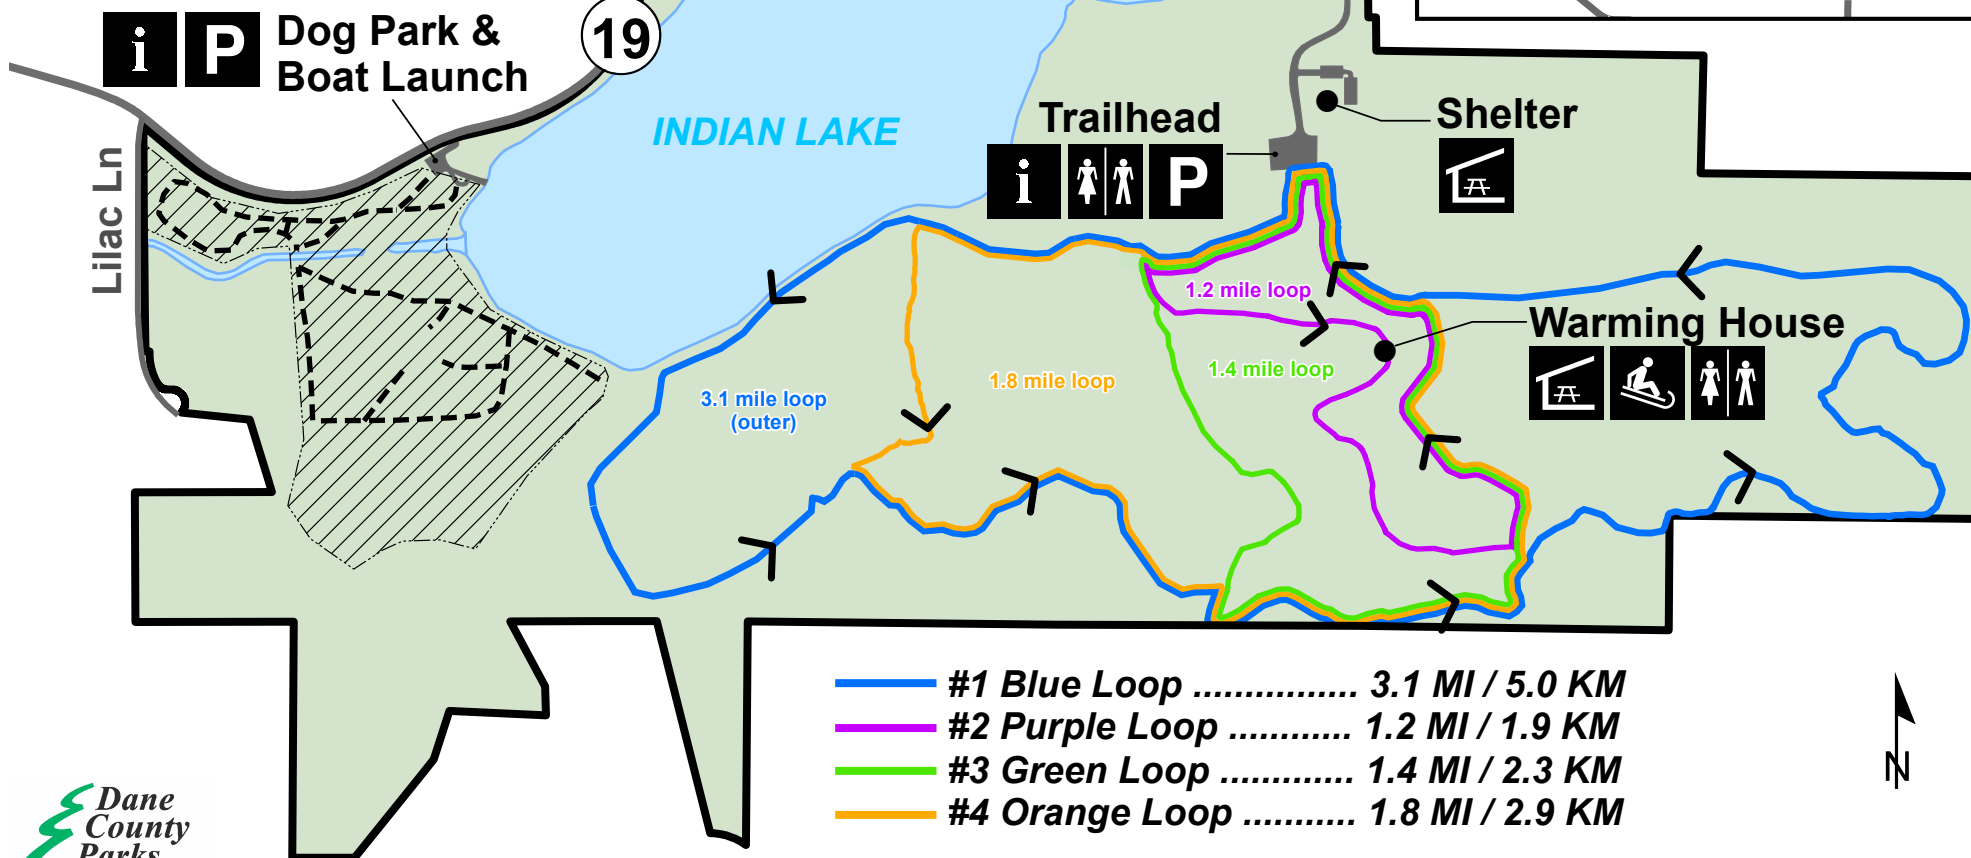 i P Dog Park &
Boat Launch
19
INDIAN LAKE
Trailhead
i P
Shelter
Lilac Ln
1.2 mile loop
Warming House
1.4 mile loop
1.8 mile loop
3.1 mile loop
(outer)
#1 Blue Loop ................ 3.1 MI / 5.0 KM
#2 Purple Loop ............ 1.2 MI / 1.9 KM
#3 Green Loop ............. 1.4 MI / 2.3 KM
#4 Orange Loop ........... 1.8 MI / 2.9 KM
N
Dane
County
Parks